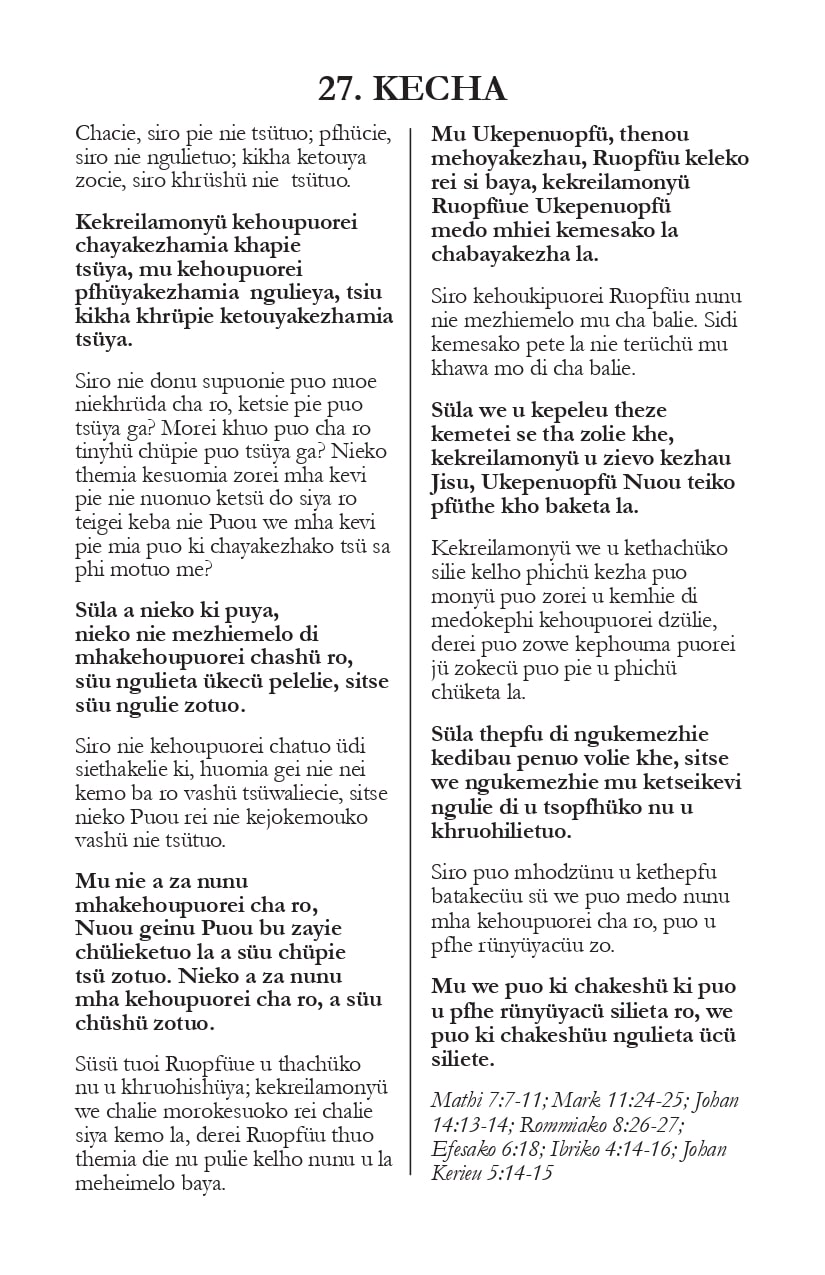 27. KECHA
Chacie, siro pie nie tsütuo; pfhücie,
siro nie ngulietuo; kikha ketouya
zocie, siro khrüshü nie tsütuo.
Kekreilamonyü kehoupuorei
chayakezhamia khapie
tsüya, mu kehoupuorei
pfhüyakezhamia ngulieya, tsiu
kikha khrüpie ketouyakezhamia
tsüya.
Siro nie donu supuonie puo nuoe
niekhrüda cha ro, ketsie pie puo
tsüya ga? Morei khuo puo cha ro
tinyhü chüpie puo tsüya ga? Nieko
themia kesuomia zorei mha kevi
pie nie nuonuo ketsü do siya ro
teigei keba nie Puou we mha kevi
pie mia puo ki chayakezhako tsü sa
phi motuo me?
Süla a nieko ki puya,
nieko nie mezhiemelo di
mhakehoupuorei chashü ro,
süu ngulieta ükecü pelelie, sitse
süu ngulie zotuo.
Siro nie kehoupuorei chatuo üdi
siethakelie ki, huomia gei nie nei
kemo ba ro vashü tsüwaliecie, sitse
nieko Puou rei nie kejokemouko
vashü nie tsütuo.
Mu nie a za nunu
mhakehoupuorei cha ro,
Nuou geinu Puou bu zayie
chülieketuo la a süu chüpie
tsü zotuo. Nieko a za nunu
mha kehoupuorei cha ro, a süu
chüshü zotuo.
Süsü tuoi Ruopfüue u thachüko
nu u khruohishüya; kekreilamonyü
we chalie morokesuoko rei chalie
siya kemo la, derei Ruopfüu thuo
themia die nu pulie kelho nunu u la
meheimelo baya.
Mu Ukepenuopfü, thenou
mehoyakezhau, Ruopfüu keleko
rei si baya, kekreilamonyü
Ruopfüue Ukepenuopfü
medo mhiei kemesako la
chabayakezha la.
Siro kehoukipuorei Ruopfüu nunu
nie mezhiemelo mu cha balie. Sidi
kemesako pete la nie terüchü mu
khawa mo di cha balie.
Süla we u kepeleu theze
kemetei se tha zolie khe,
kekreilamonyü u zievo kezhau
Jisu, Ukepenuopfü Nuou teiko
pfüthe kho baketa la.
Kekreilamonyü we u kethachüko
silie kelho phichü kezha puo
monyü puo zorei u kemhie di
medokephi kehoupuorei dzülie,
derei puo zowe kephouma puorei
jü zokecü puo pie u phichü
chüketa la.
Süla thepfu di ngukemezhie
kedibau penuo volie khe, sitse
we ngukemezhie mu ketseikevi
ngulie di u tsopfhüko nu u
khruohilietuo.
Siro puo mhodzünu u kethepfu
batakecüu sü we puo medo nunu
mha kehoupuorei cha ro, puo u
pfhe rünyüyacüu zo.
Mu we puo ki chakeshü ki puo
u pfhe rünyüyacü silieta ro, we
puo ki chakeshüu ngulieta ücü
siliete.
Mathi 7:7-11; Mark 11:24-25; Johan
14:13-14; Rommiako 8:26-27;
Efesako 6:18; Ibriko 4:14-16; Johan
Kerieu 5:14-15